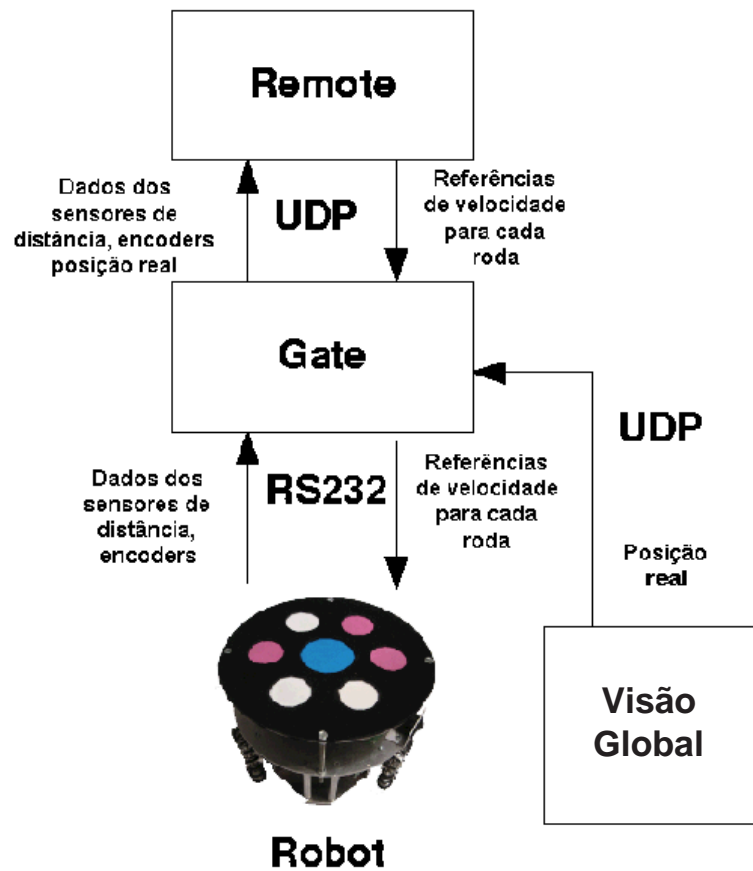 Remote
Dados dos
sensores de
distância, encoders
posição real
UDP
Referências
de velocidade
para cada
roda
Gate
UDP
Dados dos
sensores de
distância,
encoders
RS232
Referências
de velocidade
para cada
roda
Posição
real
Visão
Global
Robot